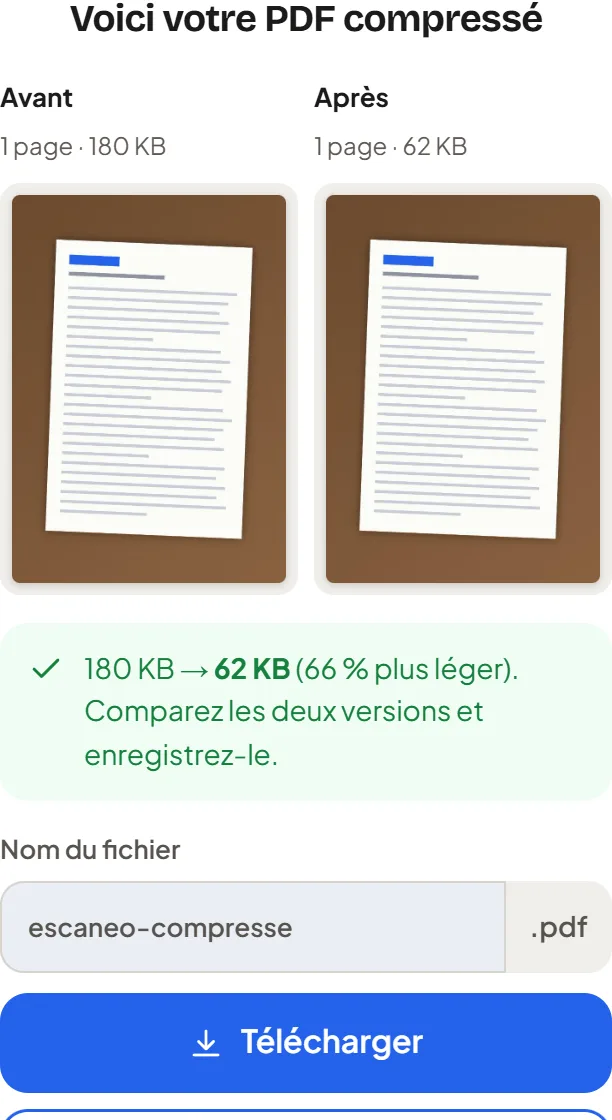 Voici votre PDF compressé
Avant
1 page · 180 KB
Après
1 page · 62 KB
180 KB → 62 KB (66 % plus léger).
Comparez les deux versions et
enregistrez-le.
Nom du fichier
escaneo-compresse
.pdf
Télécharger